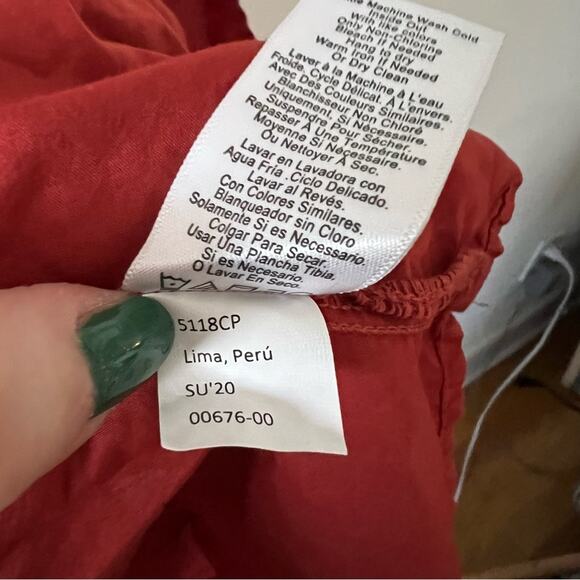 Machine Wash Cold
Inside Out
With like colors
Only Non-Chlorine
Bleach If Needed
Hang to Dry
Warm Iron If Needed
Or Dry Clean
Laver à la Machine à L'eau
Froide, Cycle Délicat. À L'envers.
Avec Des Couleurs Similaires.
Blanchisseur Non Chloré
Uniquement, Si Necessaire.
Suspendre Pour Sécher.
Repasser À Une Température
Moyenne Si Necessaire.
Ou Nettoyer À Sec.
Lavar en Lavadora con
Agua Fria .Ciclo Delicado.
Lavar al Revés.
Con Colores Similares.
Blanqueador sin Cloro
Solamente Si es Necessario.
Colgar Para Secar.
Usar Una Plancha Tibia,
Si es Necesario.
O Lavar En Seco.
5118CP
Lima, Perú
SU'20
00676-00